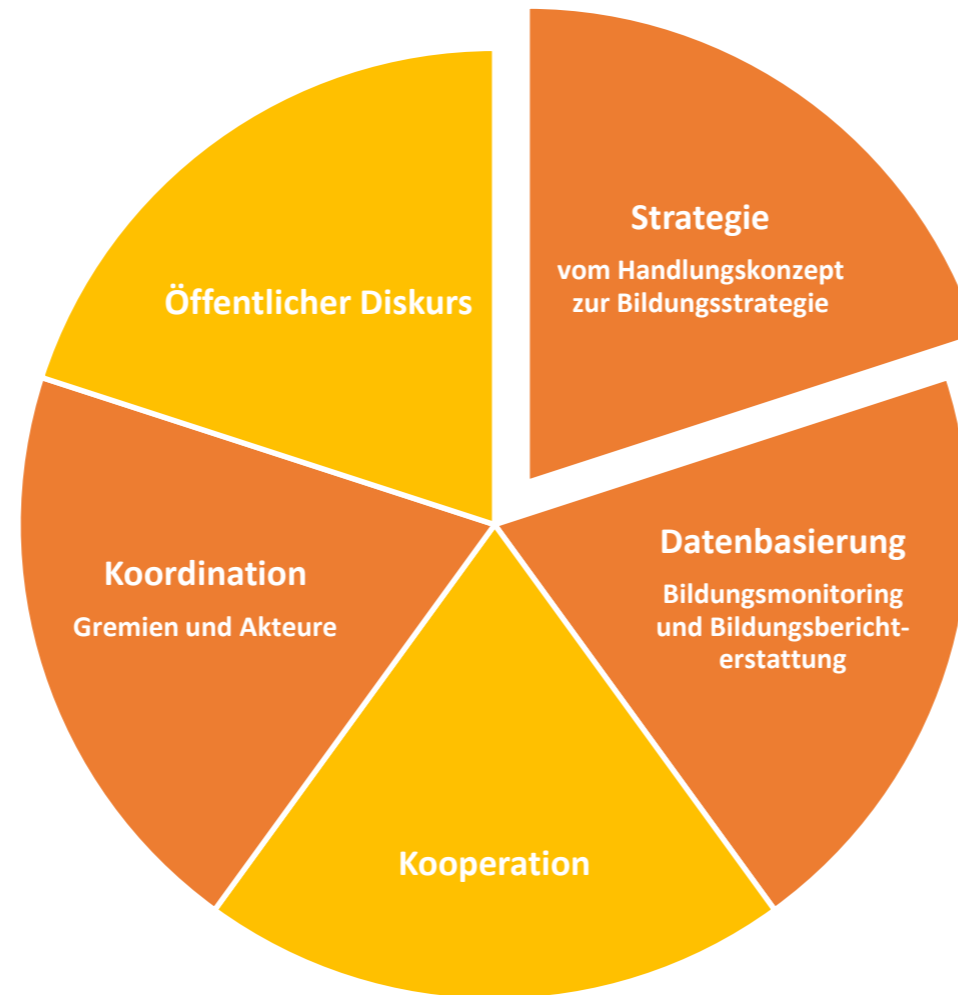 Strategie
vom Handlungskonzept
zur Bildungsstrategie
Öffentlicher Diskurs
Datenbasierung
Bildungsmonitoring
und Bildungsbericht-
erstattung
Koordination
Gremien und Akteure
Kooperation